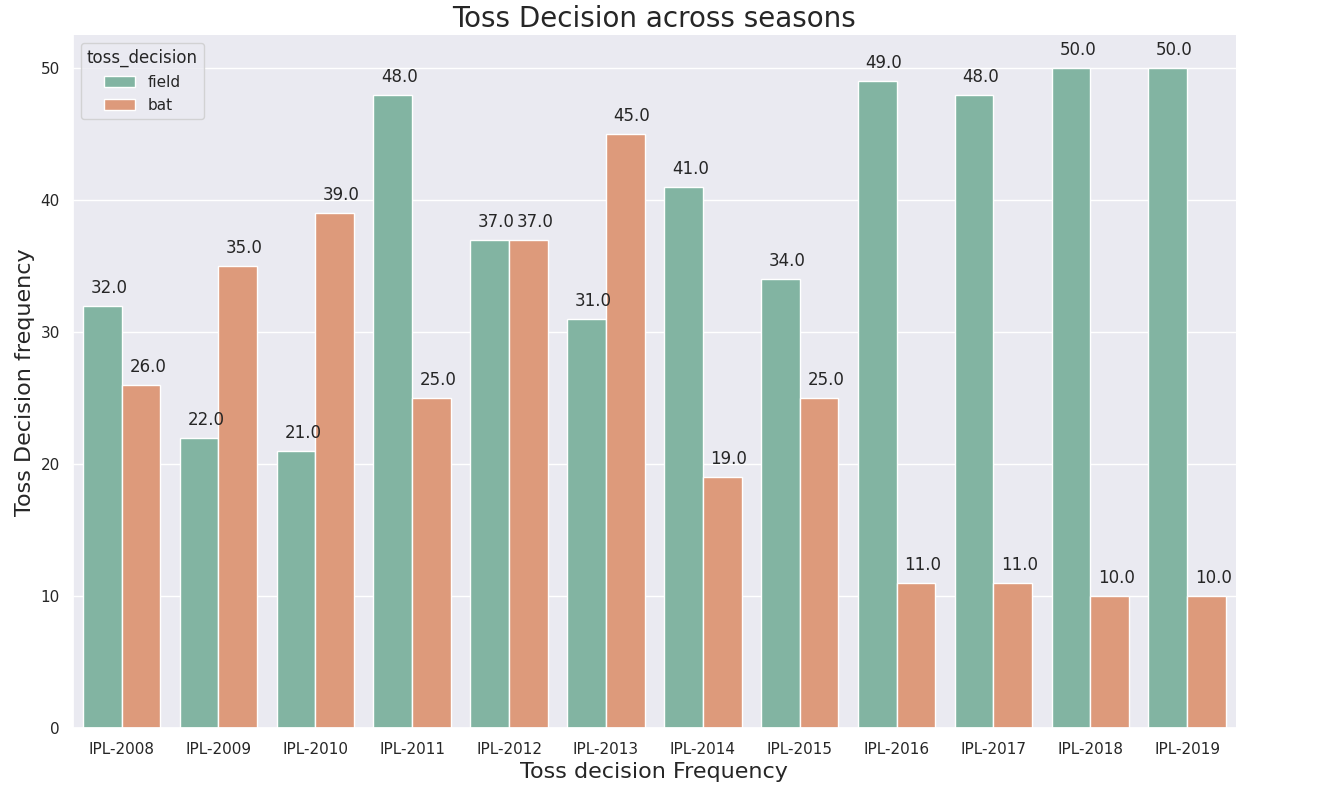 Toss Decision across seasons
toss_decision
field
bat
Toss Decision frequency
50
40
30
20
10
0
32.0
26.0
22.0
35.0
21.0
39.0
48.0
25.0
37.0
37.0
31.0
45.0
41.0
19.0
34.0
25.0
49.0
11.0
48.0
11.0
50.0
10.0
50.0
10.0
IPL-2008
IPL-2009
IPL-2010
IPL-2011
IPL-2012
IPL-2013
IPL-2014
IPL-2015
IPL-2016
IPL-2017
IPL-2018
IPL-2019
Toss decision Frequency